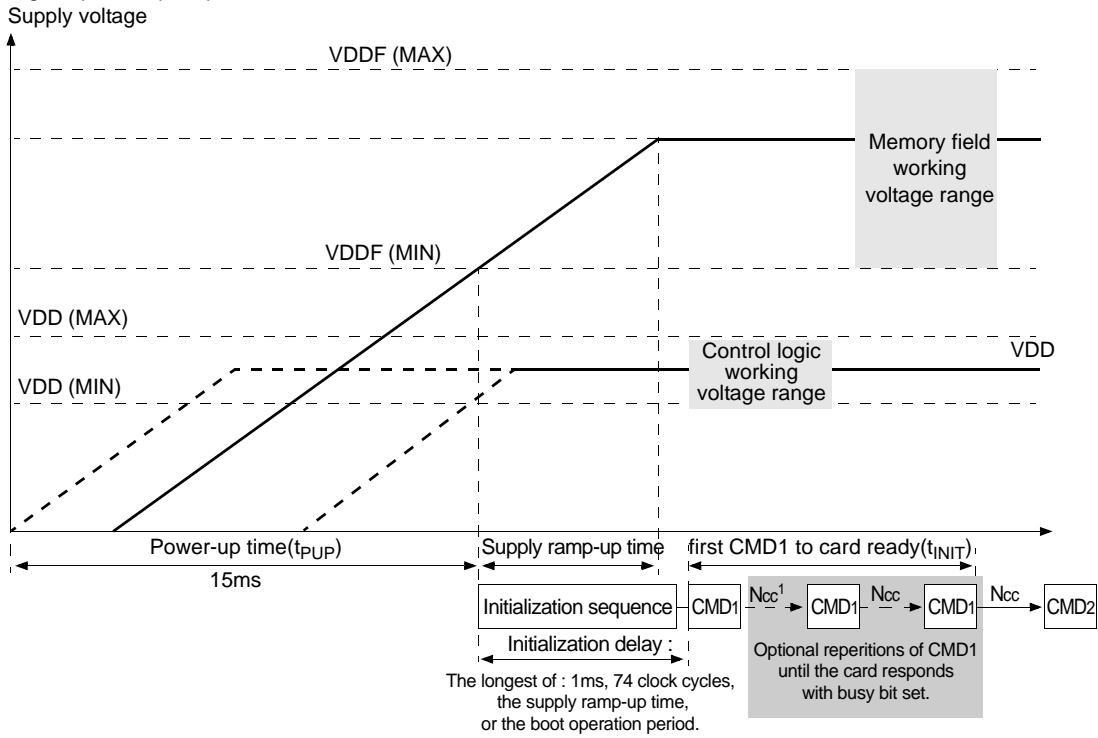 Supply voltage
VDDF (MAX)
Memory field
working
voltage range
VDDF (MIN)
VDD (MAX)
Control logic
working
voltage range
VDD
VDD (MIN)
Power-up time(tPUP)
15ms
Supply ramp-up time
first CMD1 to card ready(tINIT)
Initialization sequence
CMD1
Ncc1
CMD1
Ncc
CMD1
Ncc
CMD2
Initialization delay :
The longest of : 1ms, 74 clock cycles,
the supply ramp-up time,
or the boot operation period.
Optional reperitions of CMD1
until the card responds
with busy bit set.